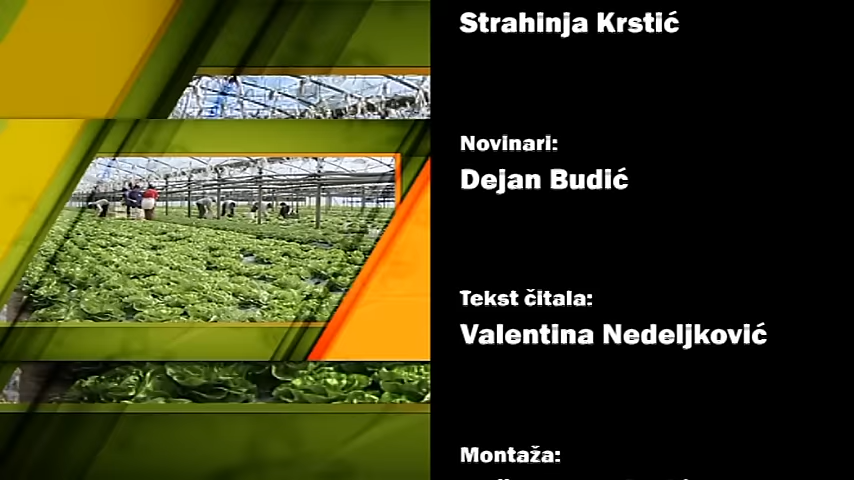 Strahinja Krstić
Novinari:
Dejan Budić
Tekst čitala:
Valentina Nedeljković
Montaža: